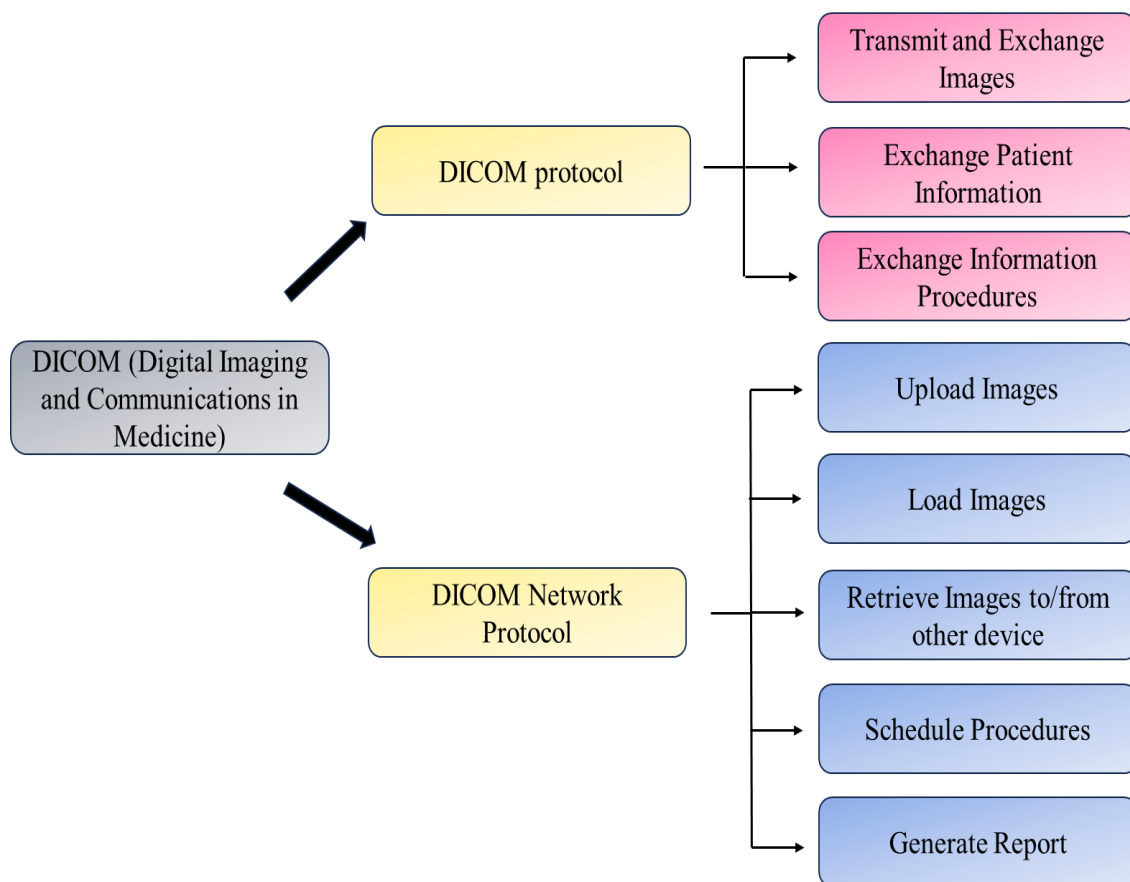 Transmit and Exchange
Images
DICOM protocol
Exchange Patient
Information
Exchange Information
Procedures
DICOM (Digital Imaging
and Communications in
Medicine)
Upload Images
Load Images
DICOM Network
Protocol
Retrieve Images to/from
other device
Schedule Procedures
Generate Report